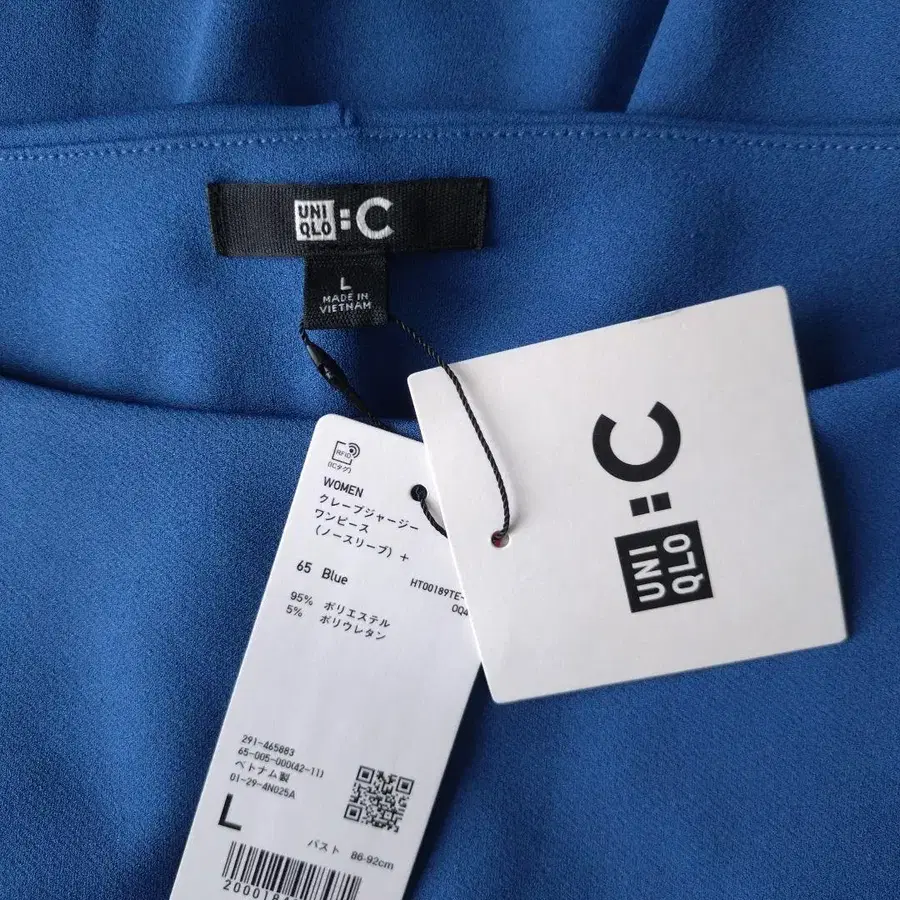 UNI
QLO
:C
L
MADE IN
VIETNAM
RFID
(ICタグ)
WOMEN
クレープジャージー
ワンピース
(ノースリーブ) +
65 Blue
HT00189TE-
95% ポリエステル
5% ポリウレタン
291-465883
65-005-000(42-11)
ベトナム製
01-29-4N025A
L
バスト 86-92cm
:C
UNI
QLO